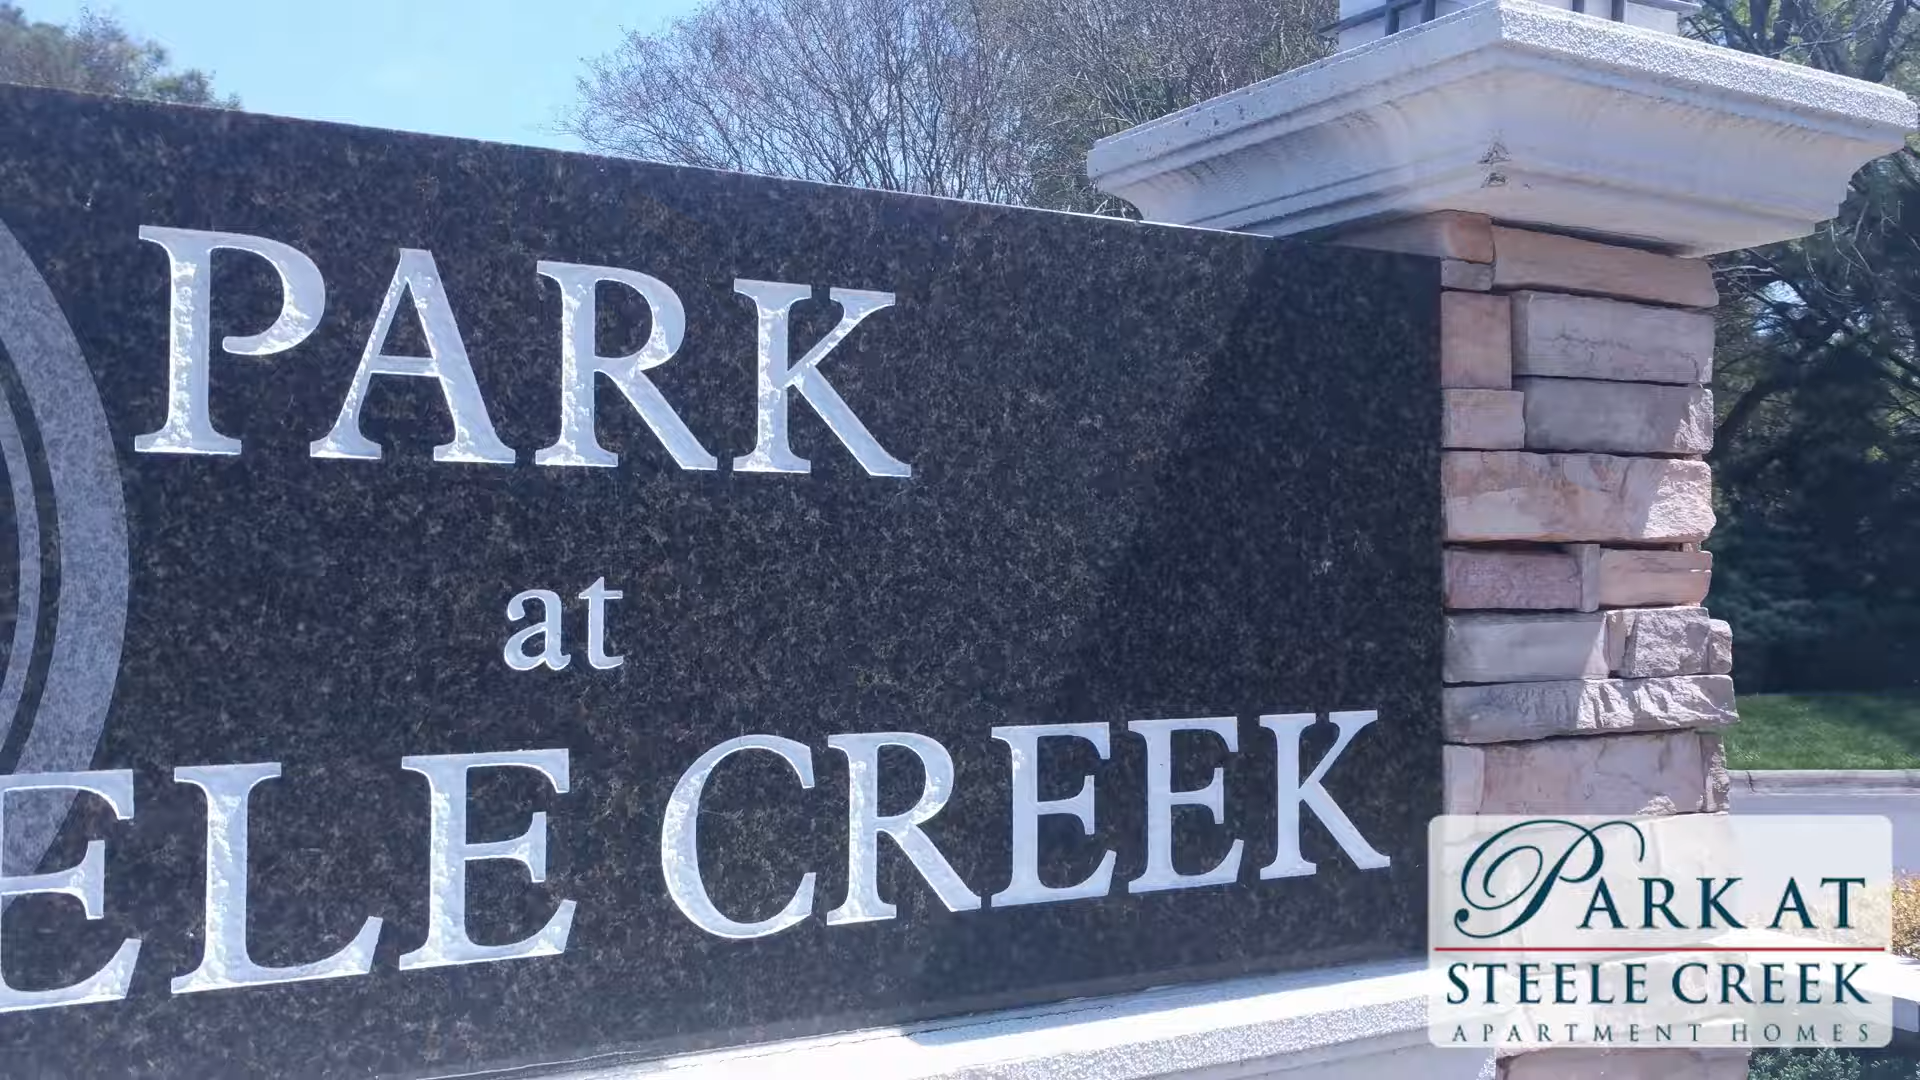 PARK
at
ELE CREEK
PARK AT
STEELE CREEK
APARTMENT HOMES